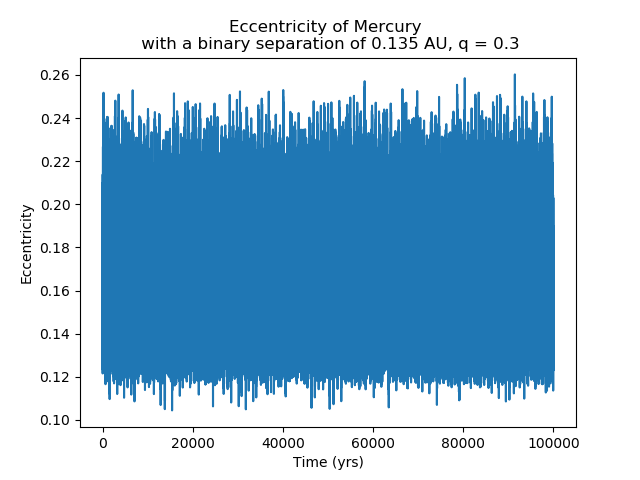 Eccentricity of Mercury
with a binary separation of 0.135 AU, q = 0.3
0.26
0.24
0.22
0.20
0.18
0.16
0.14
0.12
0.10
Eccentricity
0 20000 40000 60000 80000 100000
Time (yrs)